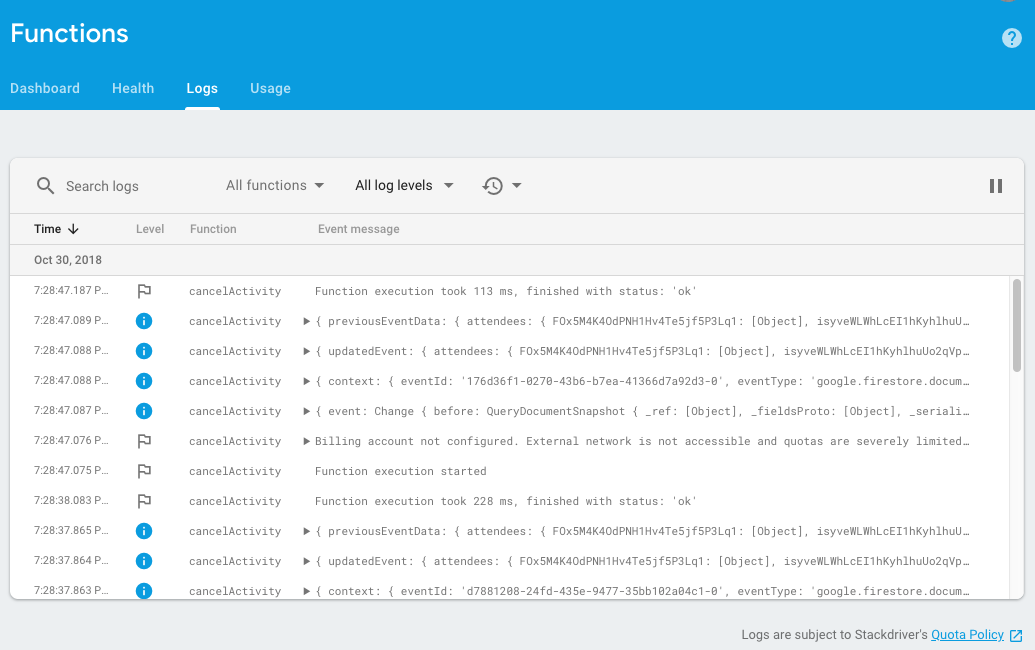 Functions
Dashboard Health Logs Usage
Search logs All functions All log levels
Time Level Function Event message
Oct 30, 2018
7:28:47.187 P… cancelActivity Function execution took 113 ms, finished with status: 'ok'
7:28:47.089 P… cancelActivity { previousEventData: { attendees: { FOx5M4K4OdPNH1Hv4Te5jf5P3Lq1: [Object], isyveWLWhLcEI1hKyhlhuU…
7:28:47.088 P… cancelActivity { updatedEvent: { attendees: { FOx5M4K4OdPNH1Hv4Te5jf5P3Lq1: [Object], isyveWLWhLcEI1hKyhlhuUo2qVp…
7:28:47.088 P… cancelActivity { context: { eventId: '176d36f1-0270-43b6-b7ea-41366d7a92d3-0', eventType: 'google.firestore.docum…
7:28:47.087 P… cancelActivity { event: Change { before: QueryDocumentSnapshot { _ref: [Object], _fieldsProto: [Object], _seriali…
7:28:47.076 P… cancelActivity Billing account not configured. External network is not accessible and quotas are severely limited…
7:28:47.075 P… cancelActivity Function execution started
7:28:38.083 P… cancelActivity Function execution took 228 ms, finished with status: 'ok'
7:28:37.865 P… cancelActivity { previousEventData: { attendees: { FOx5M4K4OdPNH1Hv4Te5jf5P3Lq1: [Object], isyveWLWhLcEI1hKyhlhuU…
7:28:37.864 P… cancelActivity { updatedEvent: { attendees: { FOx5M4K4OdPNH1Hv4Te5jf5P3Lq1: [Object], isyveWLWhLcEI1hKyhlhuUo2qVp…
7:28:37.863 P… cancelActivity { context: { eventId: 'd7881208-24fd-435e-9477-35bb102a04c1-0', eventType: 'google.firestore.docum…
Logs are subject to Stackdriver's Quota Policy